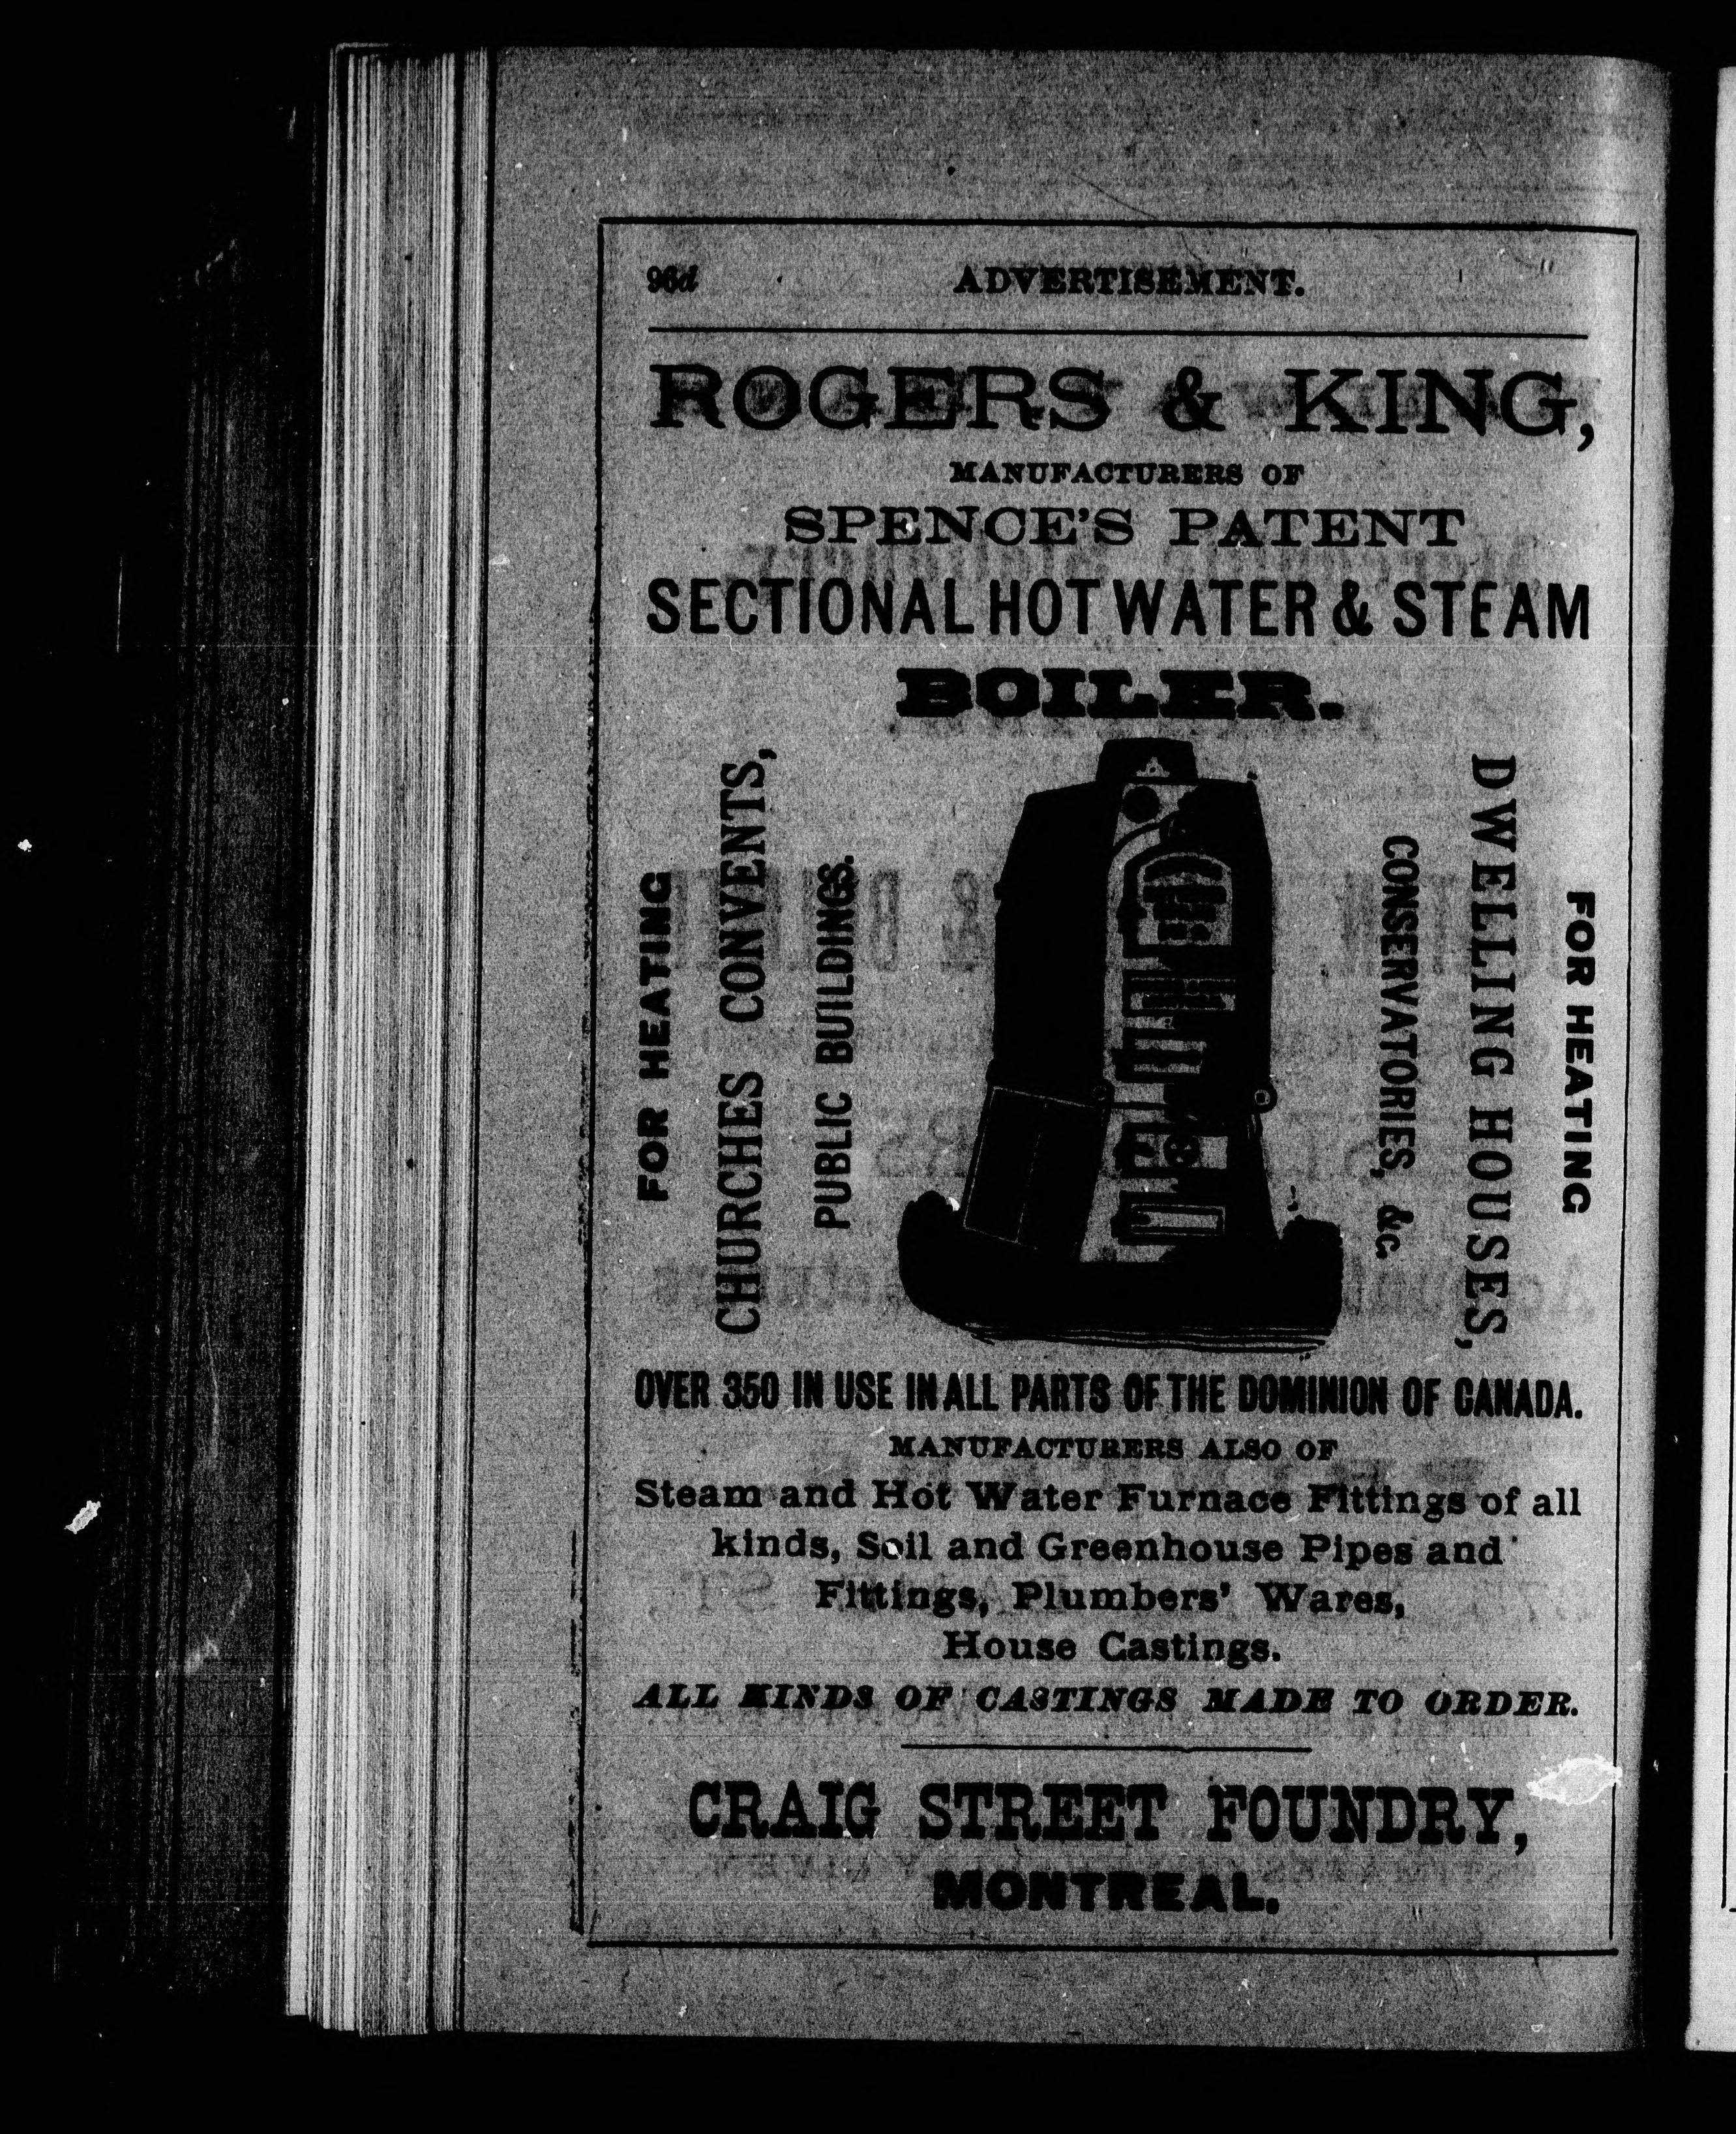 96d ADVERTISEMENT.
ROGERS & KING,
MANUFACTURERS OF
SPENCE'S PATENT
SECTIONAL HOT WATER & STEAM
BOILER.
FOR HEATING
CHURCHES CONVENTS,
PUBLIC BUILDINGS.
FOR HEATING
DWELLING HOUSES,
CONSERVATORIES, &c
OVER 350 IN USE IN ALL PARTS OF THE DOMINION OF CANADA.
MANUFACTURERS ALSO OF
Steam and Hot Water Furnace Fittings of all
kinds, Soil and Greenhouse Pipes and
Fittings, Plumbers' Wares,
House Castings.
ALL KINDS OF CASTINGS MADE TO ORDER.
CRAIG STREET FOUNDRY,
MONTREAL.